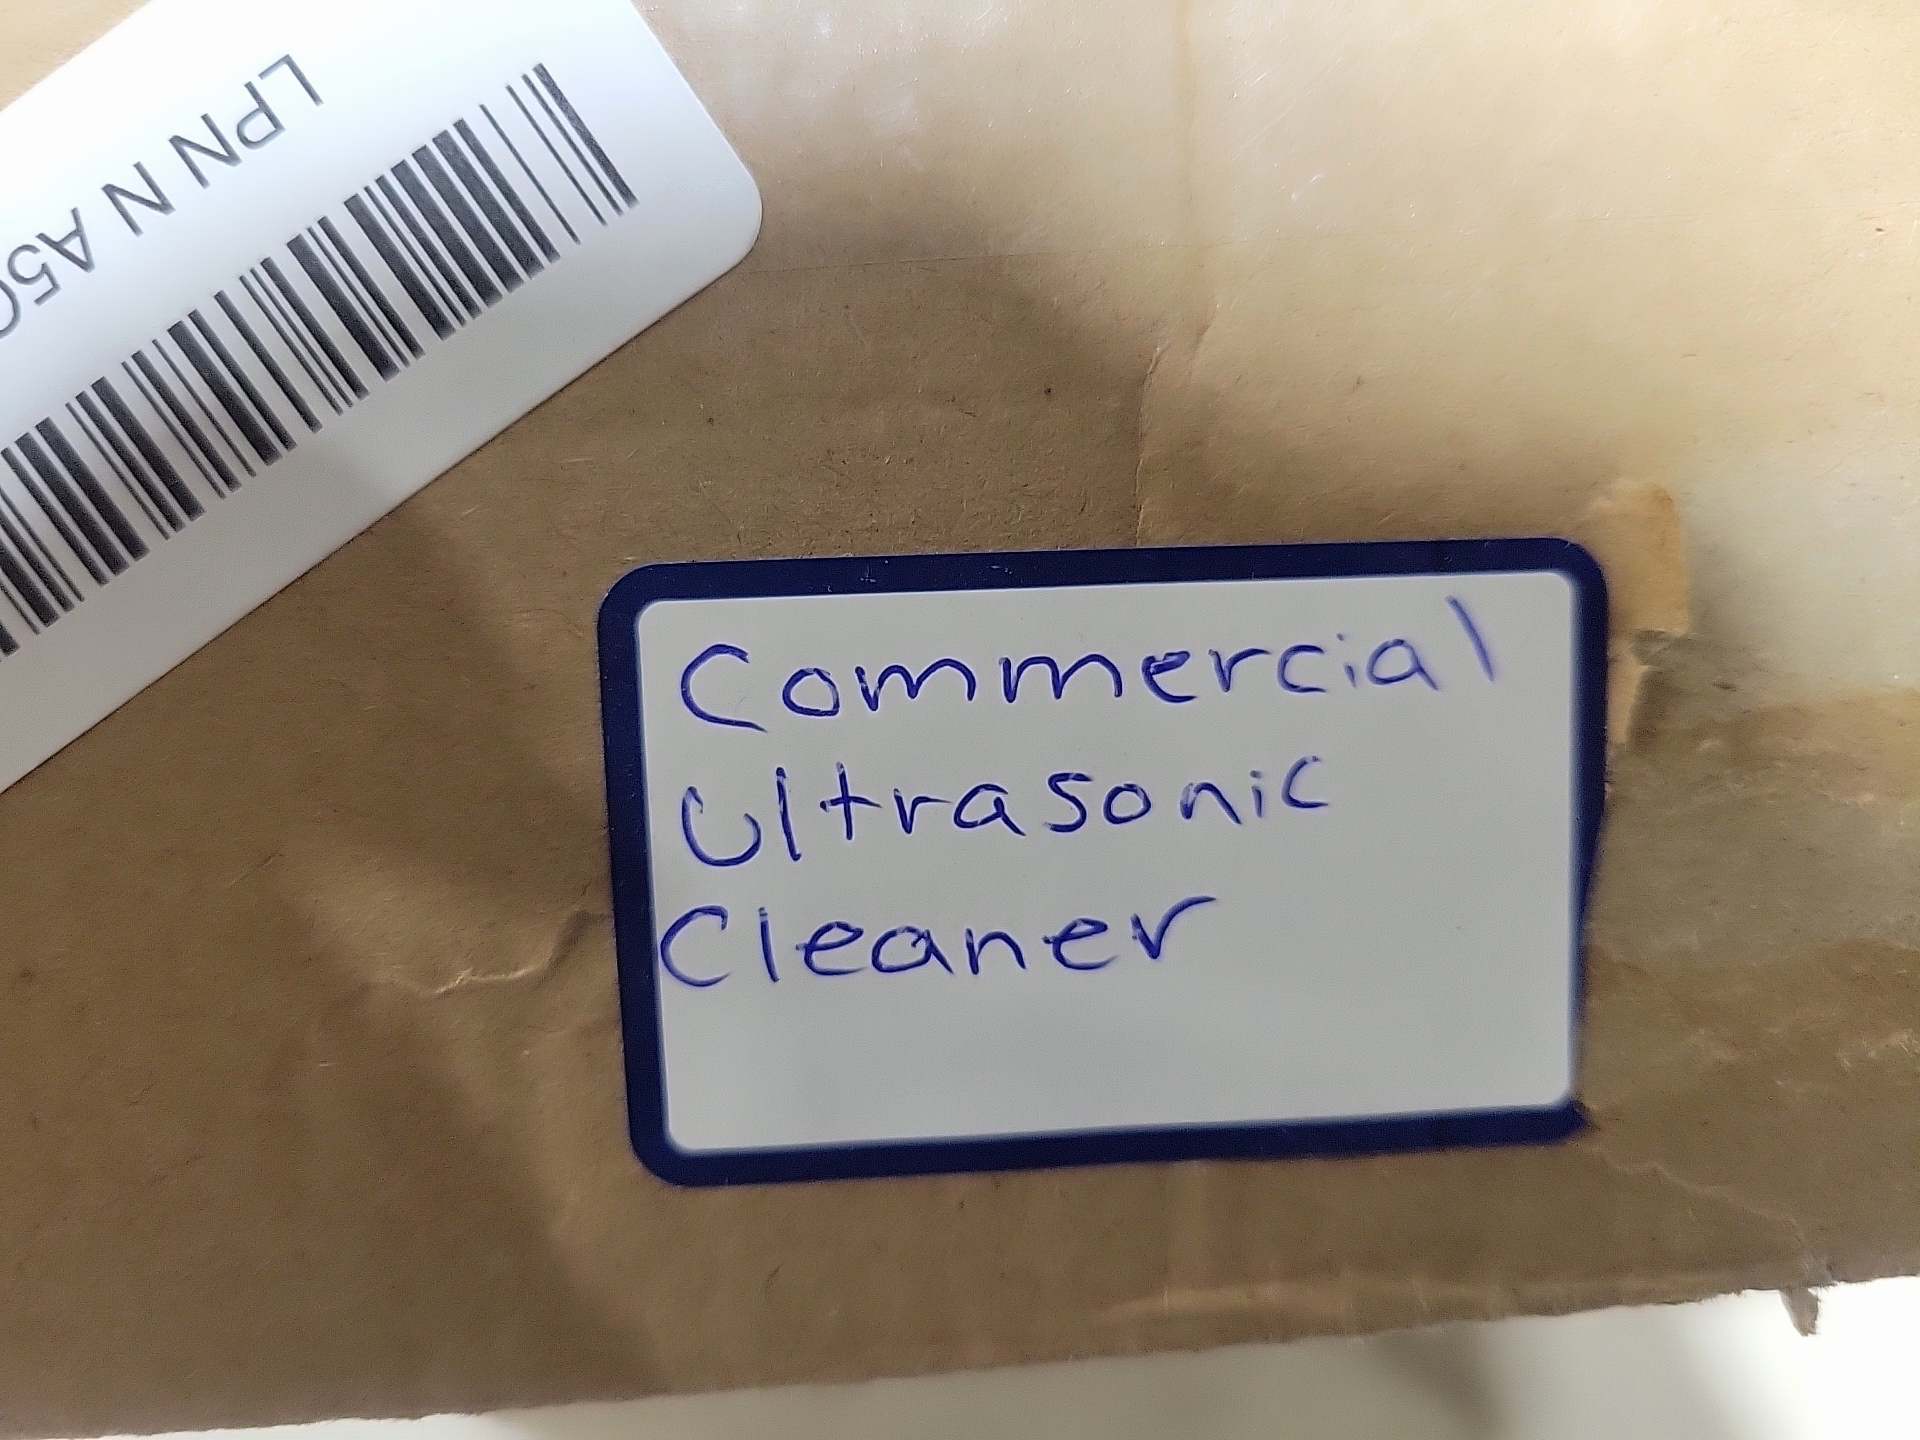 LPN N A5
Commercial
Ultrasonic
Cleaner